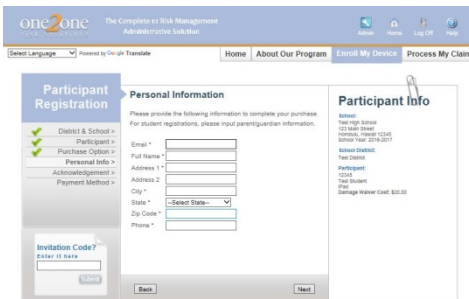 one2one
The Complete er Risk Management
Administrative Solution
Admin
Home
Log Off
Help
Select Language
Powered by Google Translate
Home
About Our Program
Enroll My Device
Process My Claim
Participant
Registration
District & School >
Participant >
Purchase Option >
Personal Info >
Acknowledgement >
Payment Method >
Invitation Code?
Enter it here
Submit
Personal Information
Please provide the following information to complete your purchase.
For student registrations, please input parent/guardian information.
Email *
Full Name *
Address 1 *
Address 2
City *
State * --Select State--
Zip Code *
Phone *
Back
Next
Participant Info
School:
Test High School
123 Main Street
Honolulu, Hawaii 12345
School Year: 2016-2017
School District:
Test District
Participant:
12345
Test Student
iPad
Damage Waiver Cost: $20.00